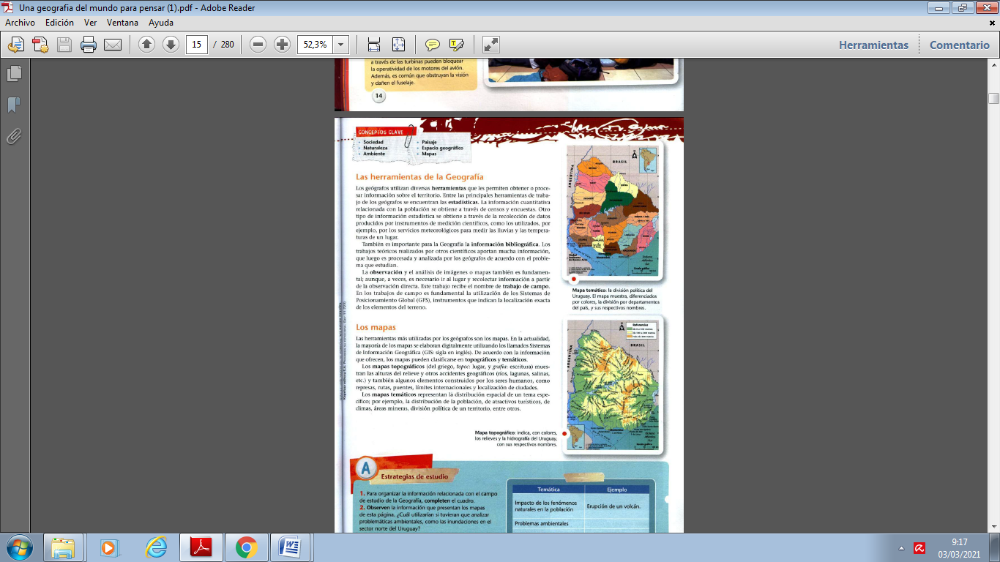 Una geografia del mundo para pensar (1).pdf - Adobe Reader
Archivo Edición Ver Ventana Ayuda
15 / 280
52,3%
Herramientas Comentario
a través de las turbinas pueden bloquear
la operatividad de los motores del avión.
Además, es común que obstruyan la visión
y dañen el fuselaje.
14
CONCEPTOS CLAVE
• Sociedad
• Naturaleza
• Ambiente
• Paisaje
• Espacio geográfico
• Mapas
Las herramientas de la Geografía
Los geógrafos utilizan diversas herramientas que les permiten obtener o proce-
sar información sobre el territorio. Entre las principales herramientas de traba-
jo de los geógrafos se encuentran las estadísticas. La información cuantitativa
relacionada con la población se obtiene a través de censos y encuestas. Otro
tipo de información estadística se obtiene a través de la recolección de datos
producidos por instrumentos de medición científicos, como los utilizados, por
ejemplo, por los servicios meteorológicos para medir las lluvias y las tempera-
turas de un lugar.
También es importante para la Geografía la información bibliográfica. Los
trabajos teóricos realizados por otros científicos aportan mucha información,
que luego es procesada y analizada por los geógrafos de acuerdo con el proble-
ma que estudian.
La observación y el análisis de imágenes o mapas también es fundamen-
tal; aunque, a veces, es necesario ir al lugar y recolectar información a partir
de la observación directa. Este trabajo recibe el nombre de trabajo de campo.
En los trabajos de campo es fundamental la utilización de los Sistemas de
Posicionamiento Global (GPS), instrumentos que indican la localización exacta
de los elementos del terreno.
BRASIL
ARGENTINA
Mapa temático: la división política del
Uruguay. El mapa muestra, diferenciados
por colores, la división por departamentos
del país, y sus respectivos nombres.
Los mapas
Las herramientas más utilizadas por los geógrafos son los mapas. En la actualidad,
la mayoría de los mapas se elaboran digitalmente utilizando los llamados Sistemas
de Información Geográfica (GIS: sigla en inglés). De acuerdo con la información
que ofrecen, los mapas pueden clasificarse en topográficos y temáticos.
Los mapas topográficos (del griego, topoc: lugar, y grafía: escritura) mues-
tran las alturas del relieve y otros accidentes geográficos (ríos, lagunas, salinas,
etc.) y también algunos elementos construidos por los seres humanos, como
represas, rutas, puentes, límites internacionales y localización de ciudades.
Los mapas temáticos representan la distribución espacial de un tema espe-
cífico; por ejemplo, la distribución de la población, de atractivos turísticos, de
climas, áreas mineras, división política de un territorio, entre otros.
Referencias
BRASIL
ARGENTINA
Mapa topográfico: indica, con colores,
los relieves y la hidrografía del Uruguay,
con sus respectivos nombres.
A
Estrategias de estudio
1. Para organizar la información relacionada con el campo
de estudio de la Geografía, completen el cuadro.
2. Observen la información que presentan los mapas
de esta página. ¿Cuál utilizarían si tuvieran que analizar
problemáticas ambientales, como las inundaciones en el
sector norte del Uruguay?
Temática Ejemplo
Impacto de los fenómenos
naturales en la población
Erupción de un volcán.
Problemas ambientales
9:17
03/03/2021